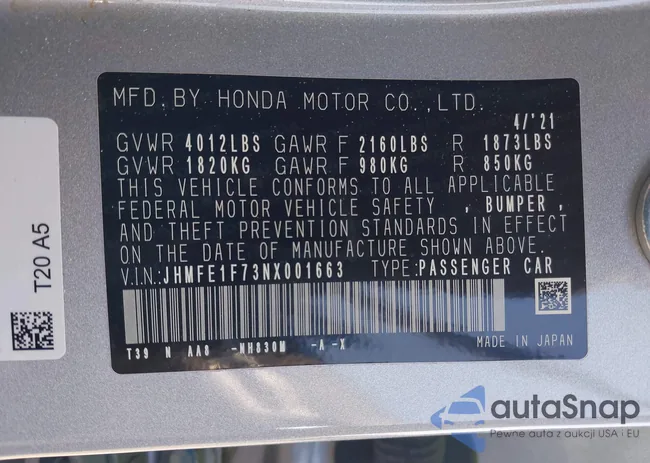 MFD. BY HONDA MOTOR CO.,LTD.
4/'21
GVWR 4012LBS GAWR F 2160LBS R 1873LBS
GVWR 1820KG GAWR F 980KG R 850KG
THIS VEHICLE CONFORMS TO ALL APPLICABLE
FEDERAL MOTOR VEHICLE SAFETY , BUMPER ,
AND THEFT PREVENTION STANDARDS IN EFFECT
ON THE DATE OF MANUFACTURE SHOWN ABOVE.
V.I.N.: JHMFE1F73NX001663 TYPE: PASSENGER CAR
T39 N AA8 -NH830M -A -X
MADE IN JAPAN
T20 A5
autaSnap
Pewne auta z aukcji USA · EU